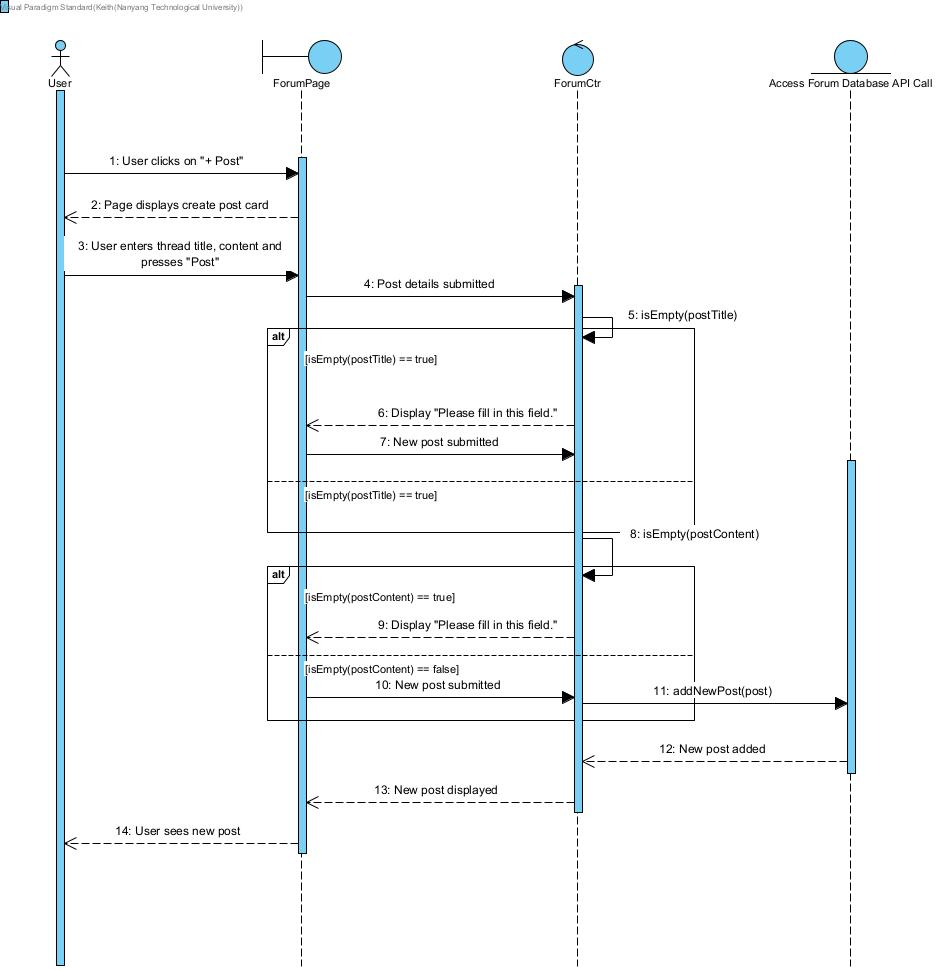 Visual Paradigm Standard(Keith(Nanyang Technological University))
User
ForumPage
ForumCtr
Access Forum Database API Call
1: User clicks on "+ Post"
2: Page displays create post card
3: User enters thread title, content and
presses "Post"
4: Post details submitted
5: isEmpty(postTitle)
alt
[isEmpty(postTitle) == true]
6: Display "Please fill in this field."
7: New post submitted
[isEmpty(postTitle) == true]
8: isEmpty(postContent)
alt
[isEmpty(postContent) == true]
9: Display "Please fill in this field."
[isEmpty(postContent) == false]
10: New post submitted
11: addNewPost(post)
12: New post added
13: New post displayed
14: User sees new post